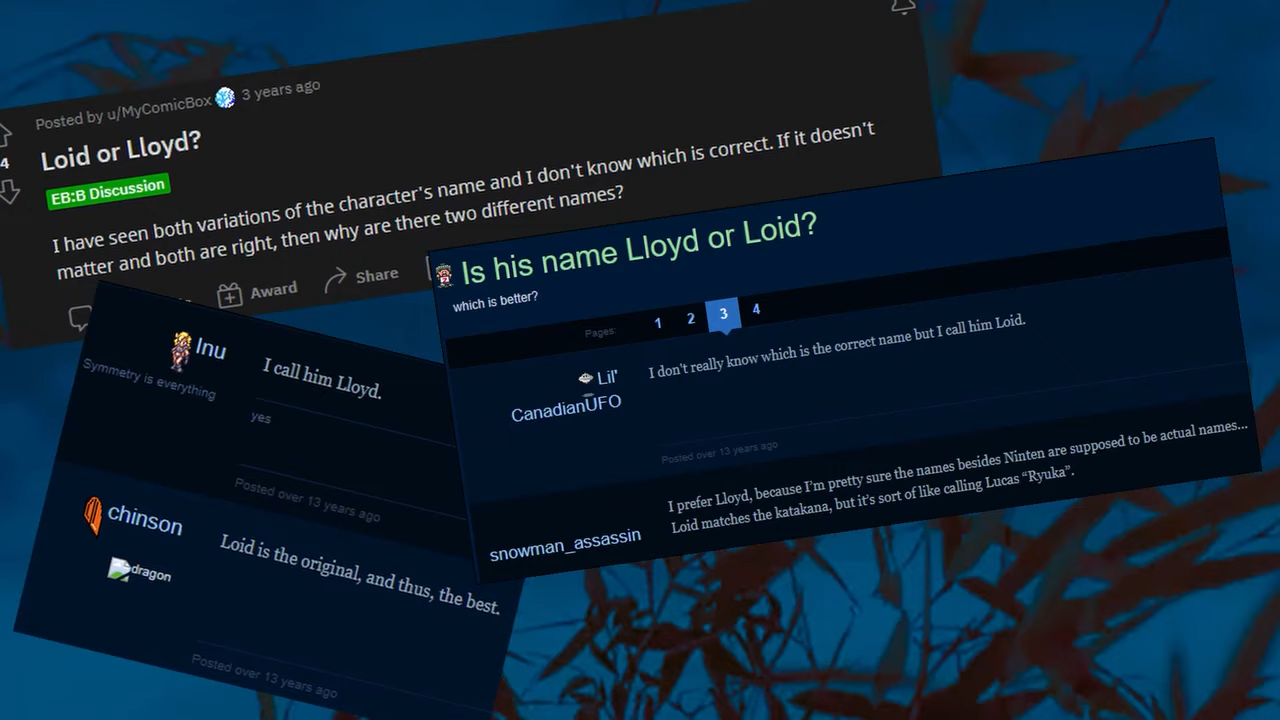 Posted by u/MyComicBox 3 years ago
4
Loid or Lloyd?
EB:B Discussion
I have seen both variations of the character's name and I don't know which is correct. If it doesn't
matter and both are right, then why are there two different names?
Award
Share
Is his name Lloyd or Loid?
which is better?
Pages:
1
2
3
4
Lil'
CanadianUFO
I don't really know which is the correct name but I call him Loid.
Posted over 13 years ago
snowman_assassin
I prefer Lloyd, because I'm pretty sure the names besides Ninten are supposed to be actual names...
Loid matches the katakana, but it's sort of like calling Lucas “Ryuka”.
Inu
Symmetry is everything
I call him Lloyd.
yes
Posted over 13 years ago
chinson
dragon
Loid is the original, and thus, the best.
Posted over 13 years ago